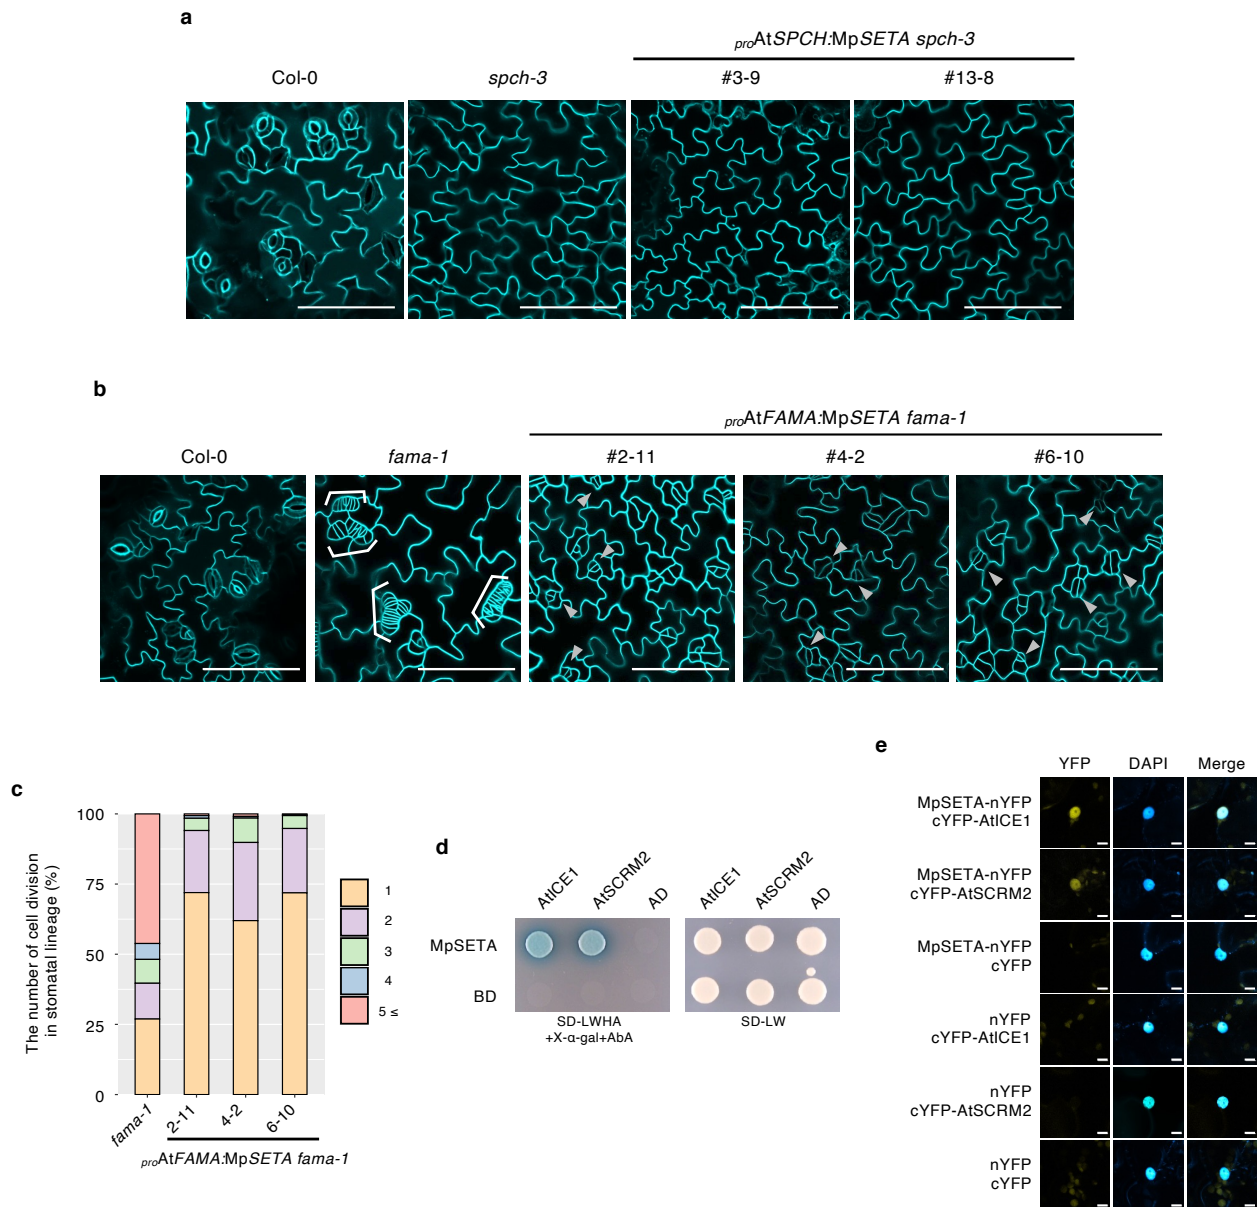 a
proAtSPCH:MpSETA spch-3
Col-0 spch-3 #3-9 #13-8
b
proAtFAMA:MpSETA fama-1
Col-0 fama-1 #2-11 #4-2 #6-10
c
The number of cell division
in stomatal lineage (%)
100
75
50
25
0
fama-1 2-11 4-2 6-10
proAtFAMA:MpSETA fama-1
1
2
3
4
5 ≤
d
AtICE1 AtSCRM2 AD AtICE1 AtSCRM2 AD
MpSETA
BD
SD-LWHA
+X-α-gal+AbA
SD-LW
e
YFP DAPI Merge
MpSETA-nYFP
cYFP-AtICE1
MpSETA-nYFP
cYFP-AtSCRM2
MpSETA-nYFP
cYFP
nYFP
cYFP-AtICE1
nYFP
cYFP-AtSCRM2
nYFP
cYFP